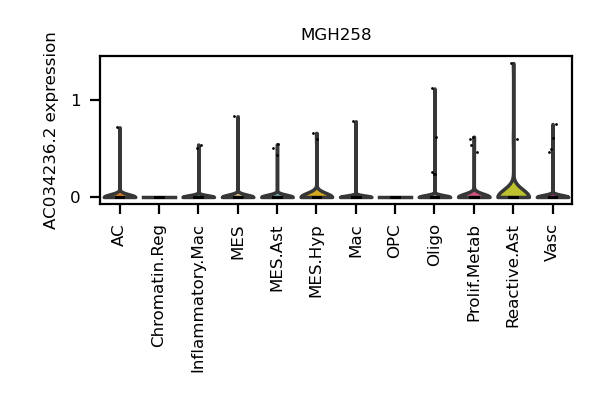 MGH258
AC034236.2 expression
1
0
AC
Chromatin.Reg
Inflammatory.Mac
MES
MES.Ast
MES.Hyp
Mac
OPC
Oligo
Prolif.Metab
Reactive.Ast
Vasc